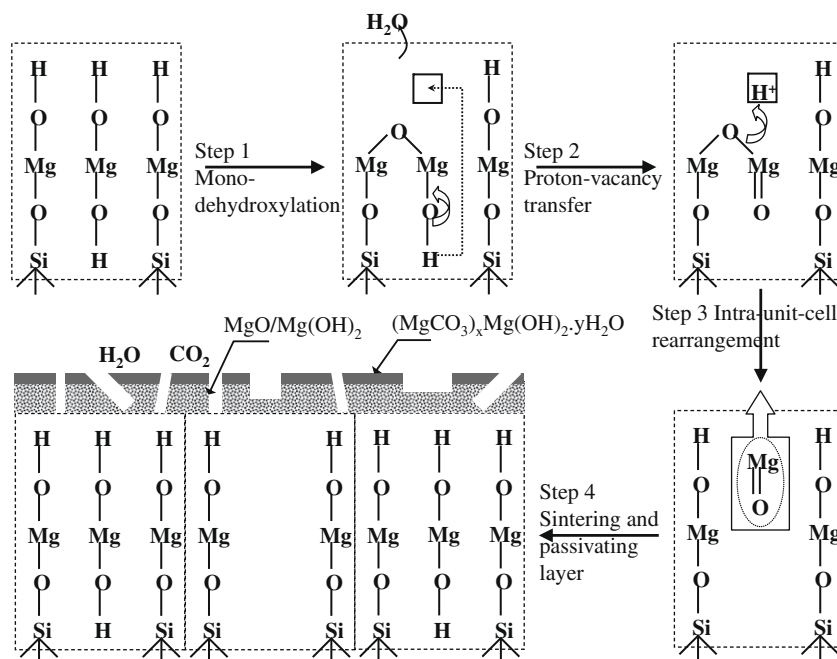 H H H
O O O
Mg Mg Mg
O O O
Si H Si
Step 1
Mono-
dehydroxylation
H₂O
H
O O
Mg Mg Mg
O O O
Si H Si
Step 2
Proton-vacancy
transfer
H⁺ H
O O
Mg Mg Mg
O O O
Si Si
Step 3 Intra-unit-cell
rearrangement
H Mg H
O O O
Mg Mg
O O
Si Si
Step 4
Sintering and
passivating
layer
MgO/Mg(OH)₂ (MgCO₃)ₓMg(OH)₂.yH₂O
H₂O CO₂
H H H H H H H H
O O O O O O O O
Mg Mg Mg Mg Mg Mg Mg Mg
O O O O O O O O
Si H Si Si Si Si H Si